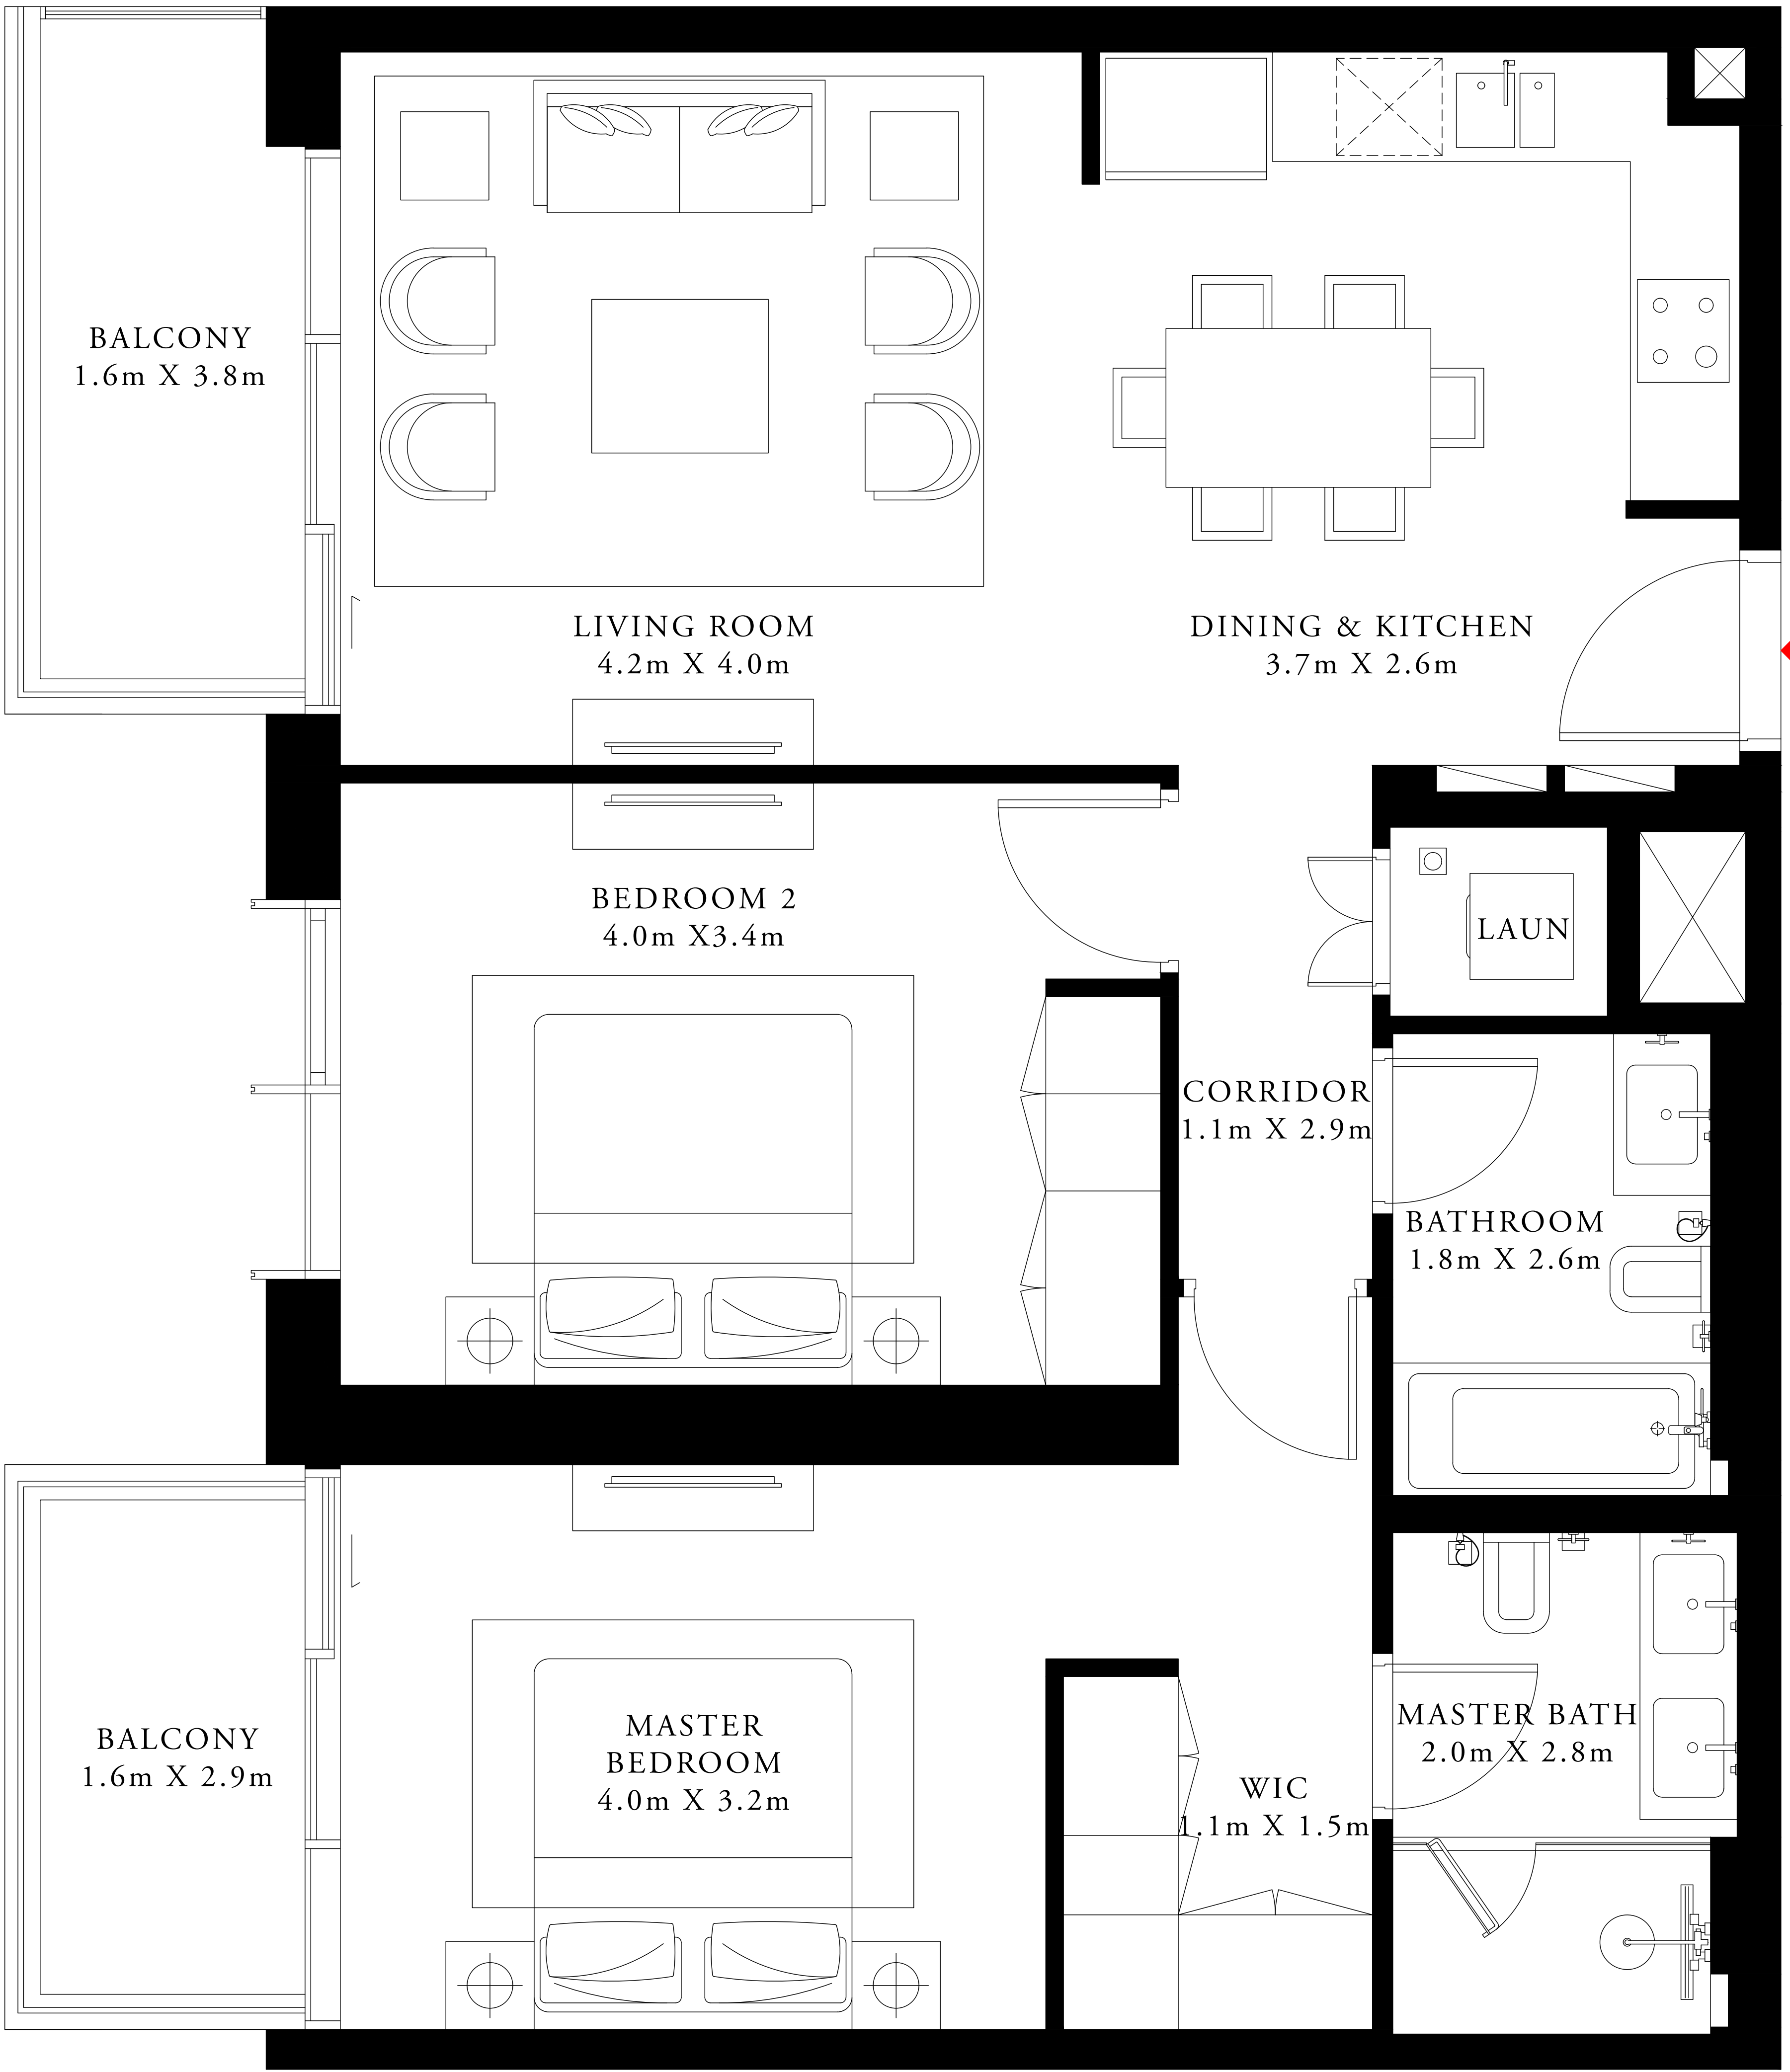 BALCONY
1.6m X 3.8m
LIVING ROOM
4.2m X 4.0m
DINING & KITCHEN
3.7m X 2.6m
BEDROOM 2
4.0m X3.4m
LAUN
CORRIDOR
1.1m X 2.9m
BATHROOM
1.8m X 2.6m
BALCONY
1.6m X 2.9m
MASTER
BEDROOM
4.0m X 3.2m
WIC
1.1m X 1.5m
MASTER BATH
2.0m X 2.8m